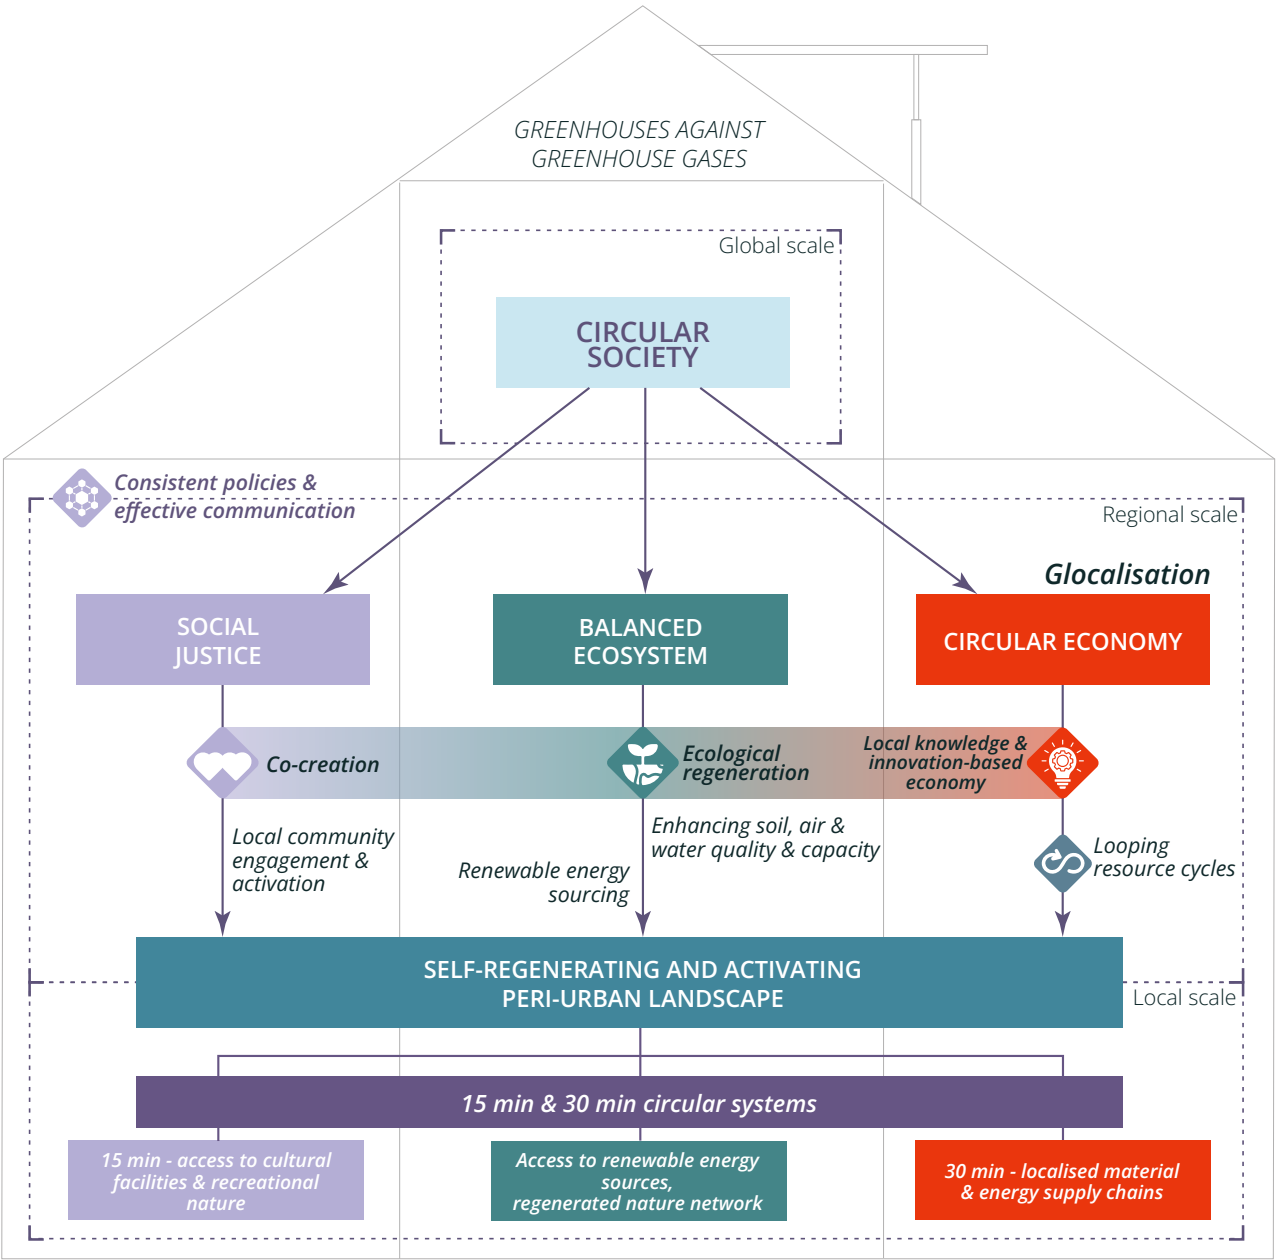 GREENHOUSES AGAINST
GREENHOUSE GASES
Global scale
CIRCULAR
SOCIETY
Consistent policies &
effective communication
Regional scale
Glocalisation
SOCIAL
JUSTICE
BALANCED
ECOSYSTEM
CIRCULAR ECONOMY
Co-creation
Ecological
regeneration
Local knowledge &
innovation-based
economy
Local community
engagement &
activation
Renewable energy
sourcing
Enhancing soil, air &
water quality & capacity
Looping
resource cycles
SELF-REGENERATING AND ACTIVATING
PERI-URBAN LANDSCAPE
Local scale
15 min & 30 min circular systems
15 min - access to cultural
facilities & recreational
nature
Access to renewable energy
sources,
regenerated nature network
30 min - localised material
& energy supply chains